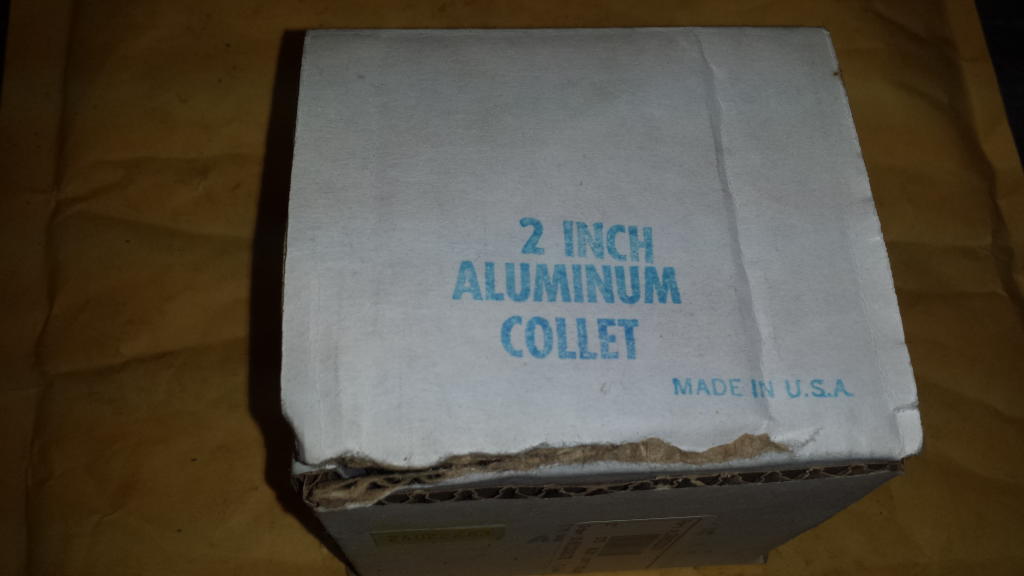 2 INCH
ALUMINUM
COLLET
MADE IN U.S.A.